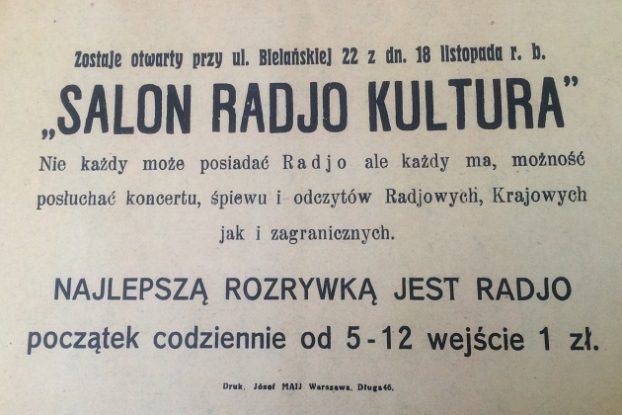 Zostaje otwarty przy ul. Bielańskiej 22 z dn. 18 listopada r. b.
„SALON RADJO KULTURA”
Nie każdy może posiadać Radjo ale każdy ma, możność
posłuchać koncertu, śpiewu i odczytów Radjowych, Krajowych
jak i zagranicznych.
NAJLEPSZĄ ROZRYWKĄ JEST RADJO
początek codziennie od 5-12 wejście 1 zł.
Druk. Józef MAIJ Warszawa, Długa 46.